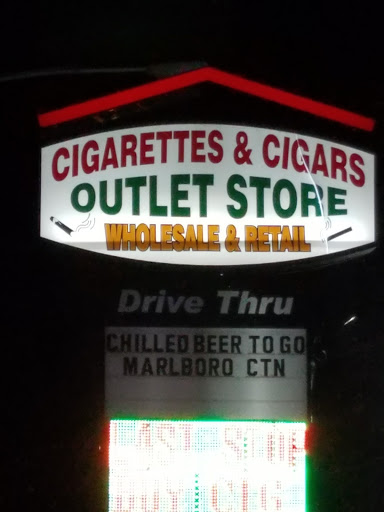 CIGARETTES & CIGARS
OUTLET STORE
WHOLESALE & RETAIL
Drive Thru
CHILLED BEER TO GO
MARLBORO CTN